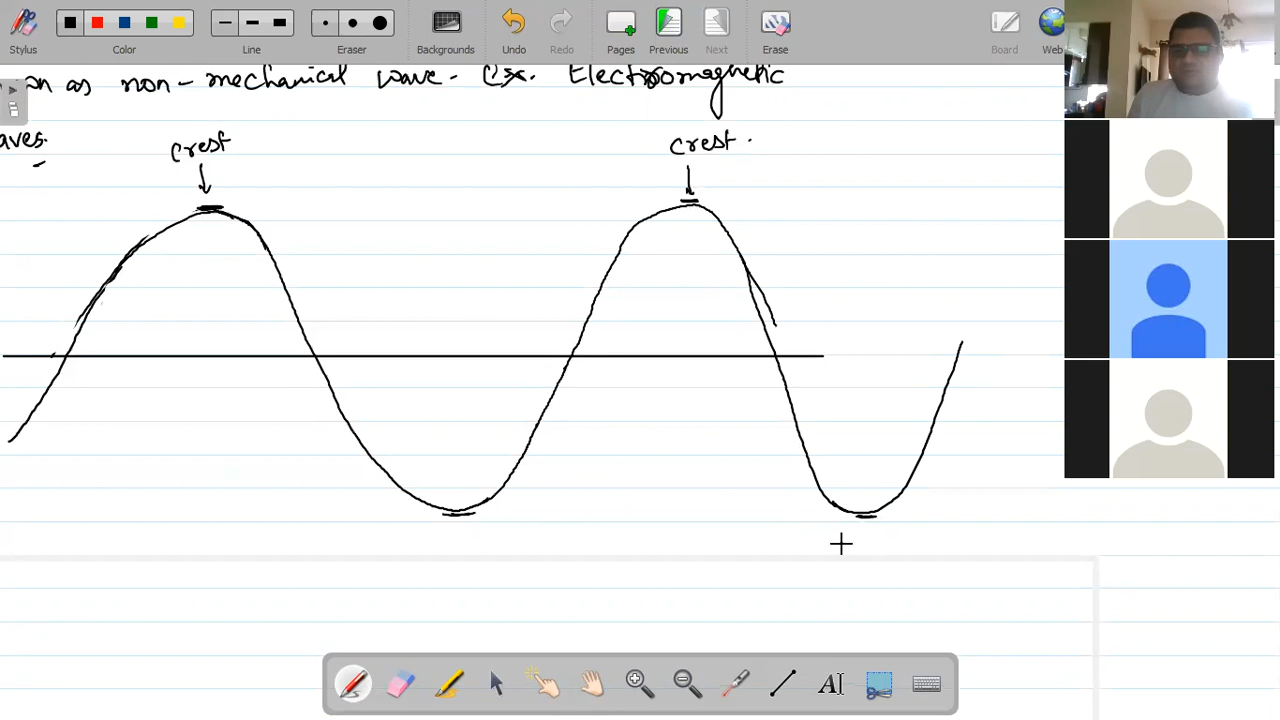 Stylus Color Line Eraser Backgrounds Undo Redo Pages Previous Next Erase Board Web
as non-mechanical wave. Ex. Electromagnetic
aves.
crest crest.